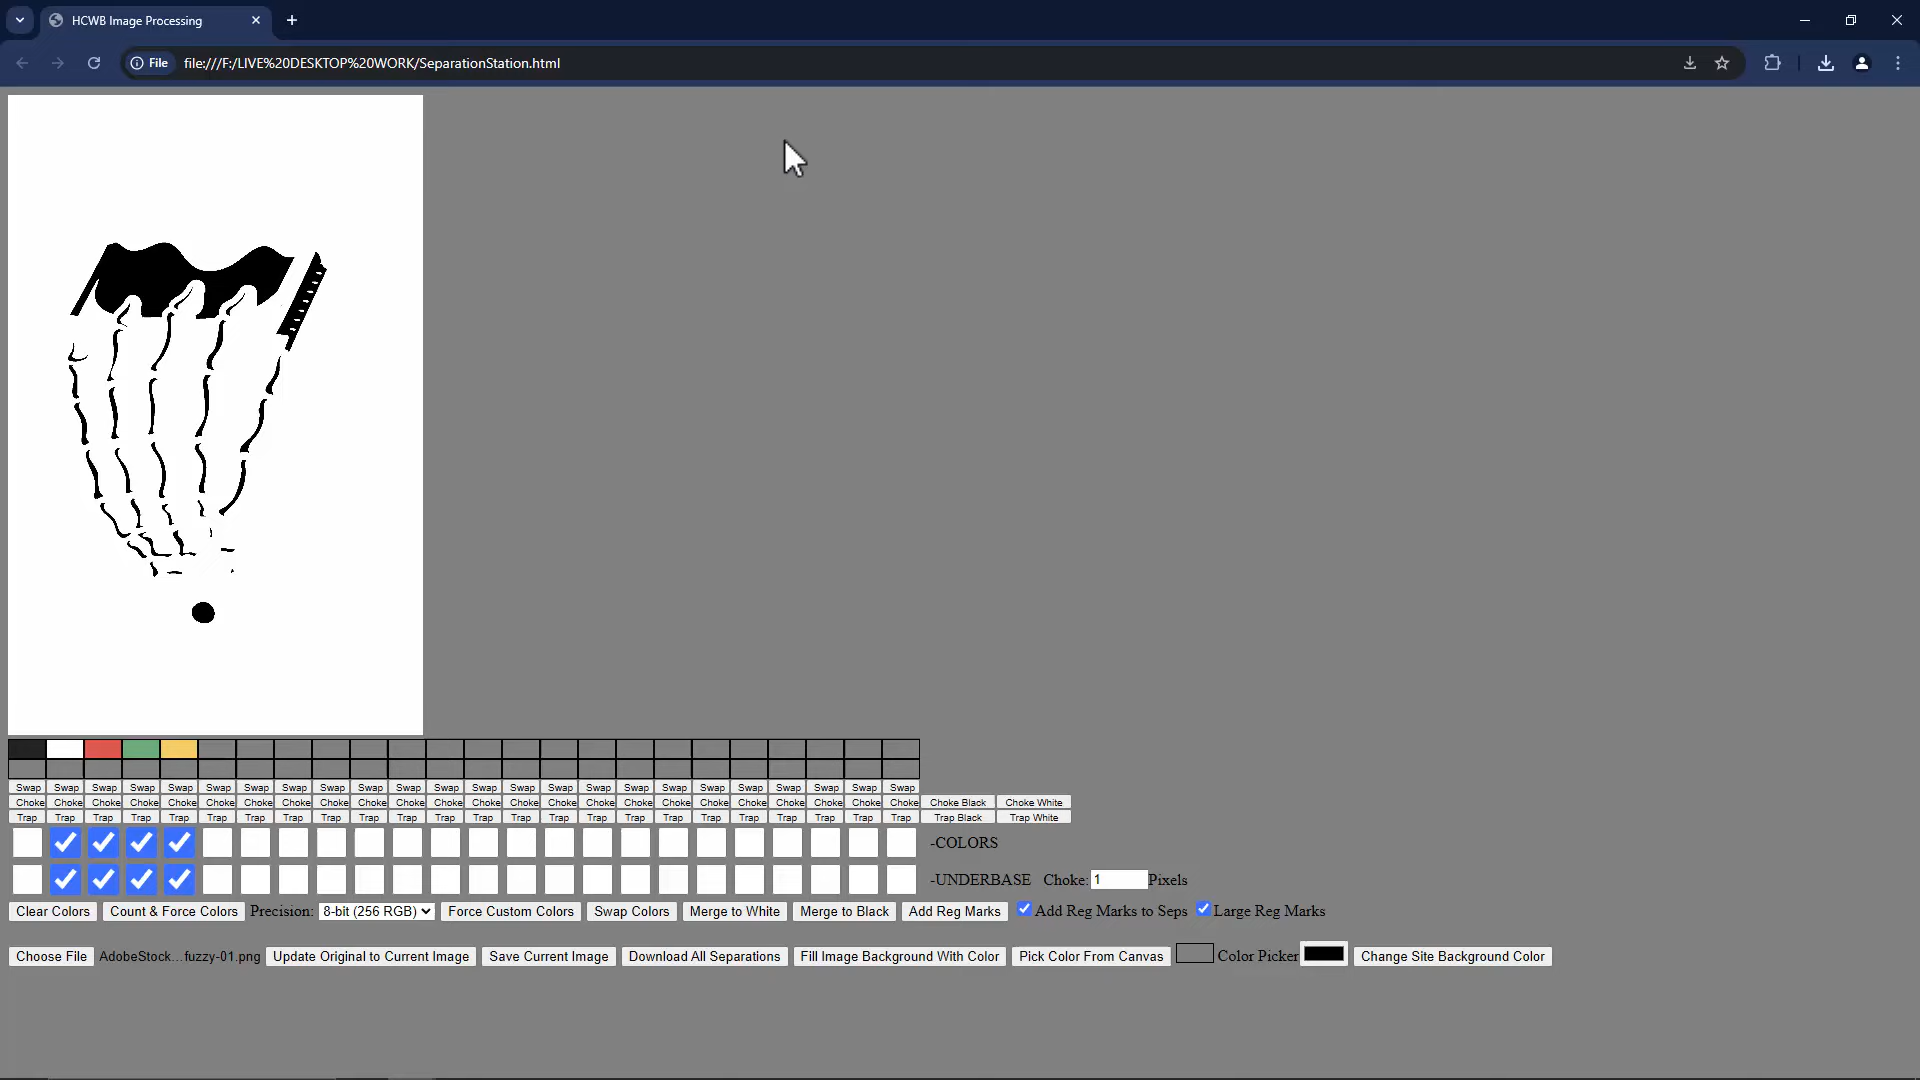 HCWB Image Processing
File file:///F:/LIVE%20DESKTOP%20WORK/SeparationStation.html
Swap Swap Swap Swap Swap Swap Swap Swap Swap Swap Swap Swap Swap Swap Swap Swap Swap Swap Swap Swap Swap Swap Swap Swap
Choke Choke Choke Choke Choke Choke Choke Choke Choke Choke Choke Choke Choke Choke Choke Choke Choke Choke Choke Choke Choke Choke Choke Choke Choke Black Choke White
Trap Trap Trap Trap Trap Trap Trap Trap Trap Trap Trap Trap Trap Trap Trap Trap Trap Trap Trap Trap Trap Trap Trap Trap Trap Black Trap White
-COLORS
-UNDERBASE Choke: 1 Pixels
Clear Colors Count & Force Colors Precision: 8-bit (256 RGB) Force Custom Colors Swap Colors Merge to White Merge to Black Add Reg Marks Add Reg Marks to Seps Large Reg Marks
Choose File AdobeStock...fuzzy-01.png Update Original to Current Image Save Current Image Download All Separations Fill Image Background With Color Pick Color From Canvas Color Picker Change Site Background Color